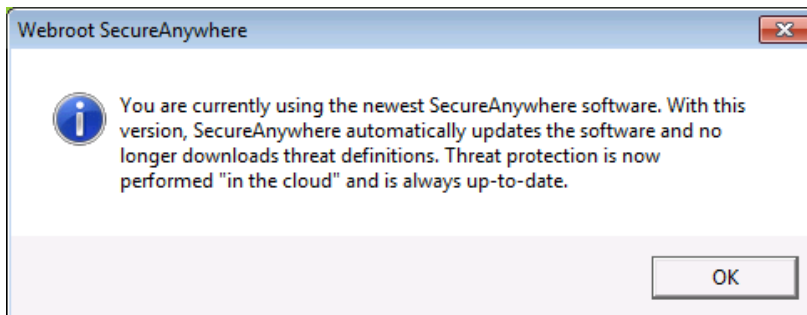 Webroot SecureAnywhere
You are currently using the newest SecureAnywhere software. With this
version, SecureAnywhere automatically updates the software and no
longer downloads threat definitions. Threat protection is now
performed "in the cloud" and is always up-to-date.
OK